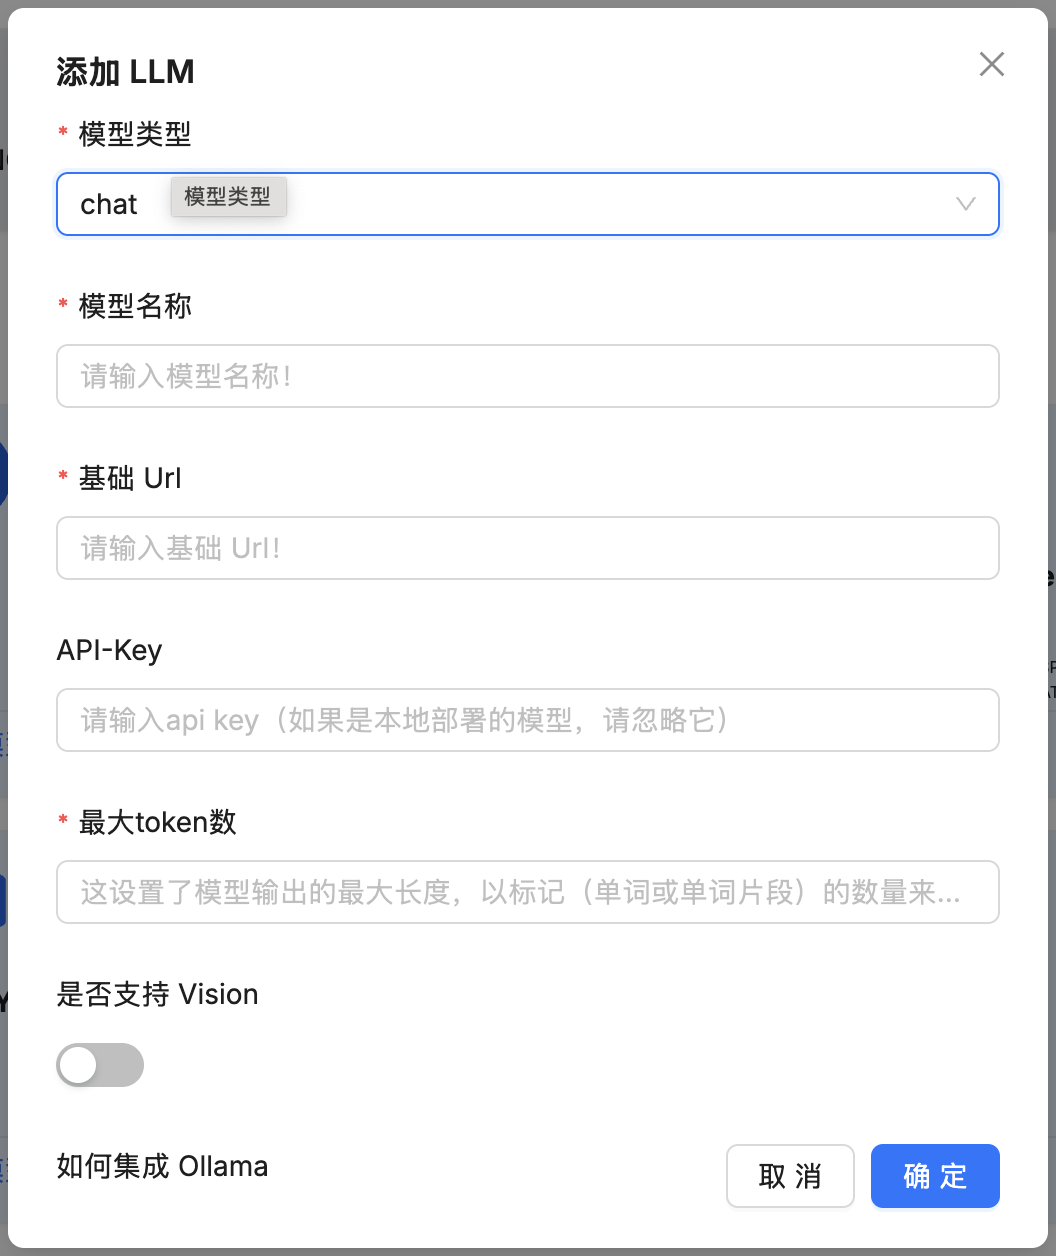 添加 LLM
* 模型类型
chat
模型类型
* 模型名称
请输入模型名称！
* 基础 Url
请输入基础 Url！
API-Key
请输入api key（如果是本地部署的模型，请忽略它）
* 最大token数
这设置了模型输出的最大长度，以标记（单词或单词片段）的数量来...
是否支持 Vision
如何集成 Ollama
取 消
确 定